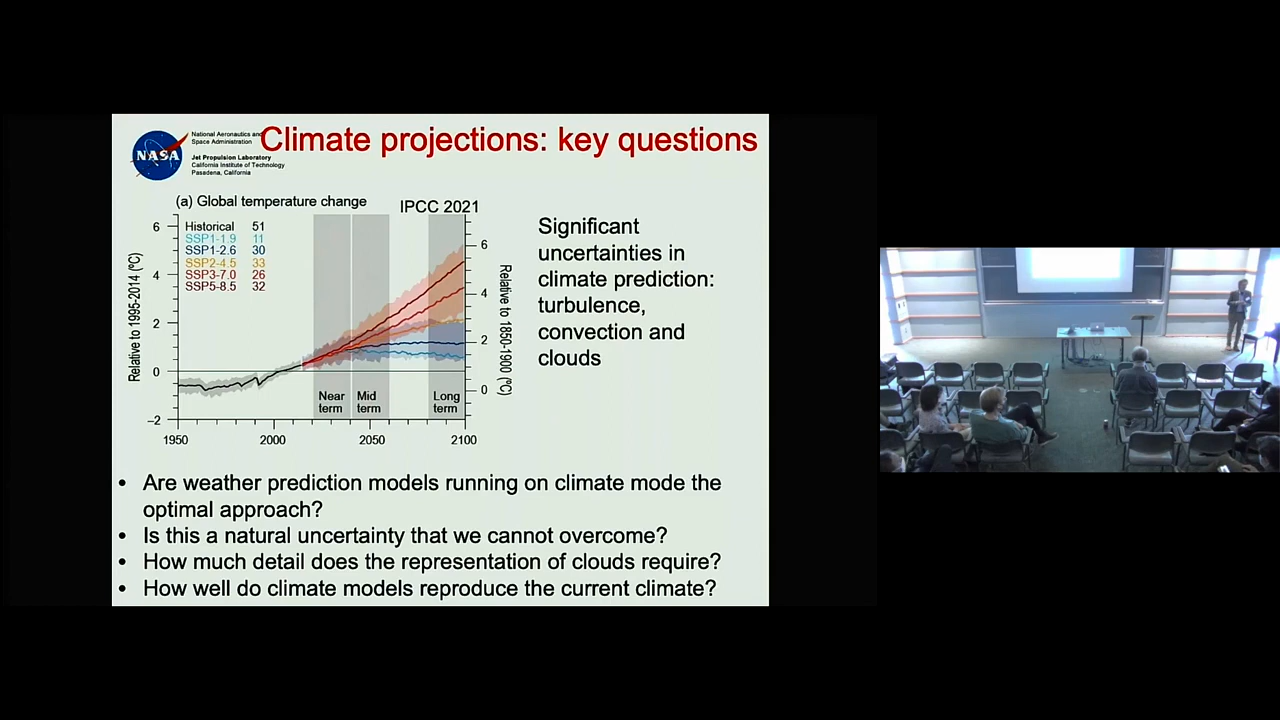 National Aeronautics and
Space Administration
Jet Propulsion Laboratory
California Institute of Technology
Pasadena, California
NASA
Climate projections: key questions
(a) Global temperature change
IPCC 2021
Historical 51
SSP1-1.9 11
SSP1-2.6 30
SSP2-4.5 33
SSP3-7.0 26
SSP5-8.5 32
Relative to 1995-2014 (ºC)
6
4
2
0
–2
Relative to 1850-1900 (ºC)
6
4
2
0
Near
term
Mid
term
Long
term
1950
2000
2050
2100
Significant
uncertainties in
climate prediction:
turbulence,
convection and
clouds
• Are weather prediction models running on climate mode the
optimal approach?
• Is this a natural uncertainty that we cannot overcome?
• How much detail does the representation of clouds require?
• How well do climate models reproduce the current climate?